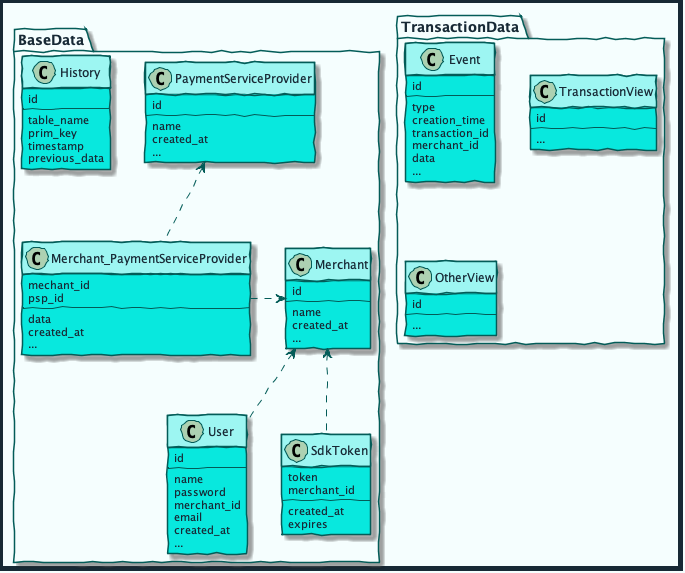 BaseData
C History
id
table_name
prim_key
timestamp
previous_data
C PaymentServiceProvider
id
name
created_at
...
C Merchant_PaymentServiceProvider
mechant_id
psp_id
data
created_at
...
C Merchant
id
name
created_at
...
C User
id
name
password
merchant_id
email
created_at
...
C SdkToken
token
merchant_id
created_at
expires
TransactionData
C Event
id
type
creation_time
transaction_id
merchant_id
data
...
C TransactionView
id
...
C OtherView
id
...